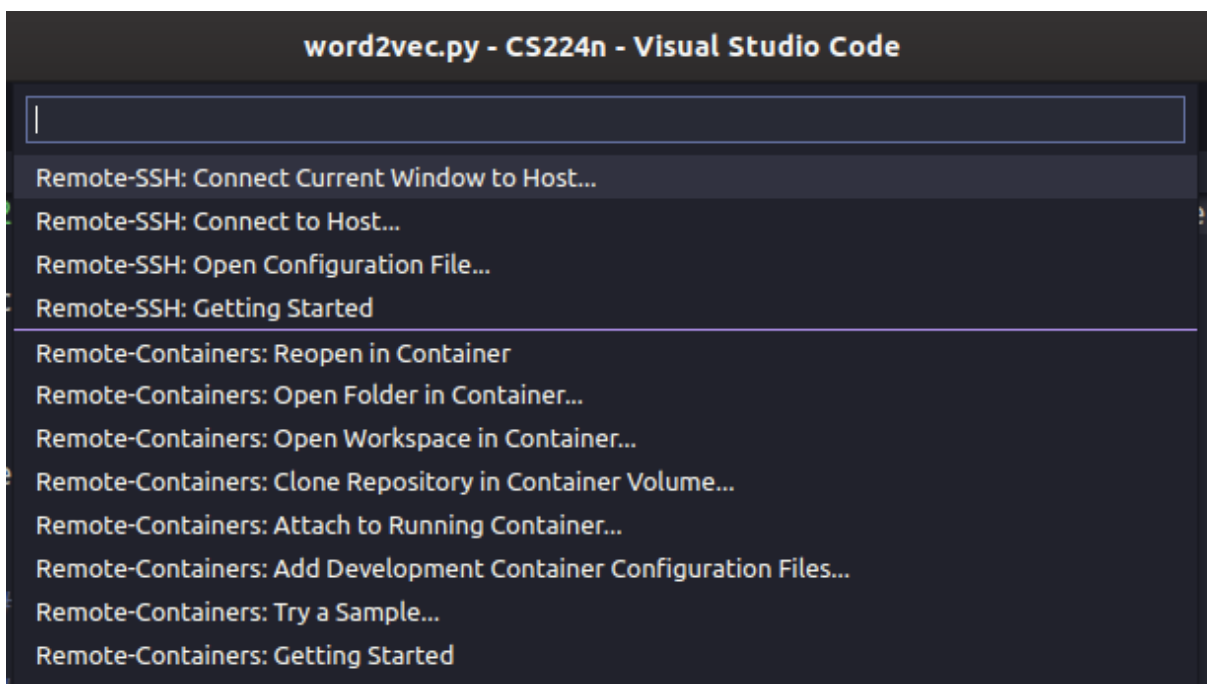 word2vec.py - CS224n - Visual Studio Code
Remote-SSH: Connect Current Window to Host...
Remote-SSH: Connect to Host...
Remote-SSH: Open Configuration File...
Remote-SSH: Getting Started
Remote-Containers: Reopen in Container
Remote-Containers: Open Folder in Container...
Remote-Containers: Open Workspace in Container...
Remote-Containers: Clone Repository in Container Volume...
Remote-Containers: Attach to Running Container...
Remote-Containers: Add Development Container Configuration Files...
Remote-Containers: Try a Sample...
Remote-Containers: Getting Started